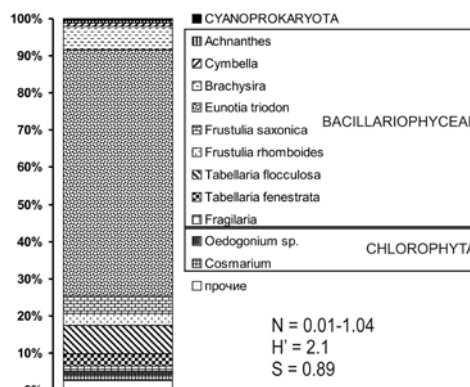 100%
90%
80%
70%
60%
50%
40%
30%
20%
10%
0%
CYANOPROKARYOTA
Achnanthes
Cymbella
Brachysira
Eunotia triodon
Frustulia saxonica
Frustulia rhomboides
Tabellaria flocculosa
Tabellaria fenestrata
Fragilaria
BACILLARIOPHYCEAE
Oedogonium sp.
Cosmarium
CHLOROPHYTA
прочие
N = 0.01-1.04
H' = 2.1
S = 0.89